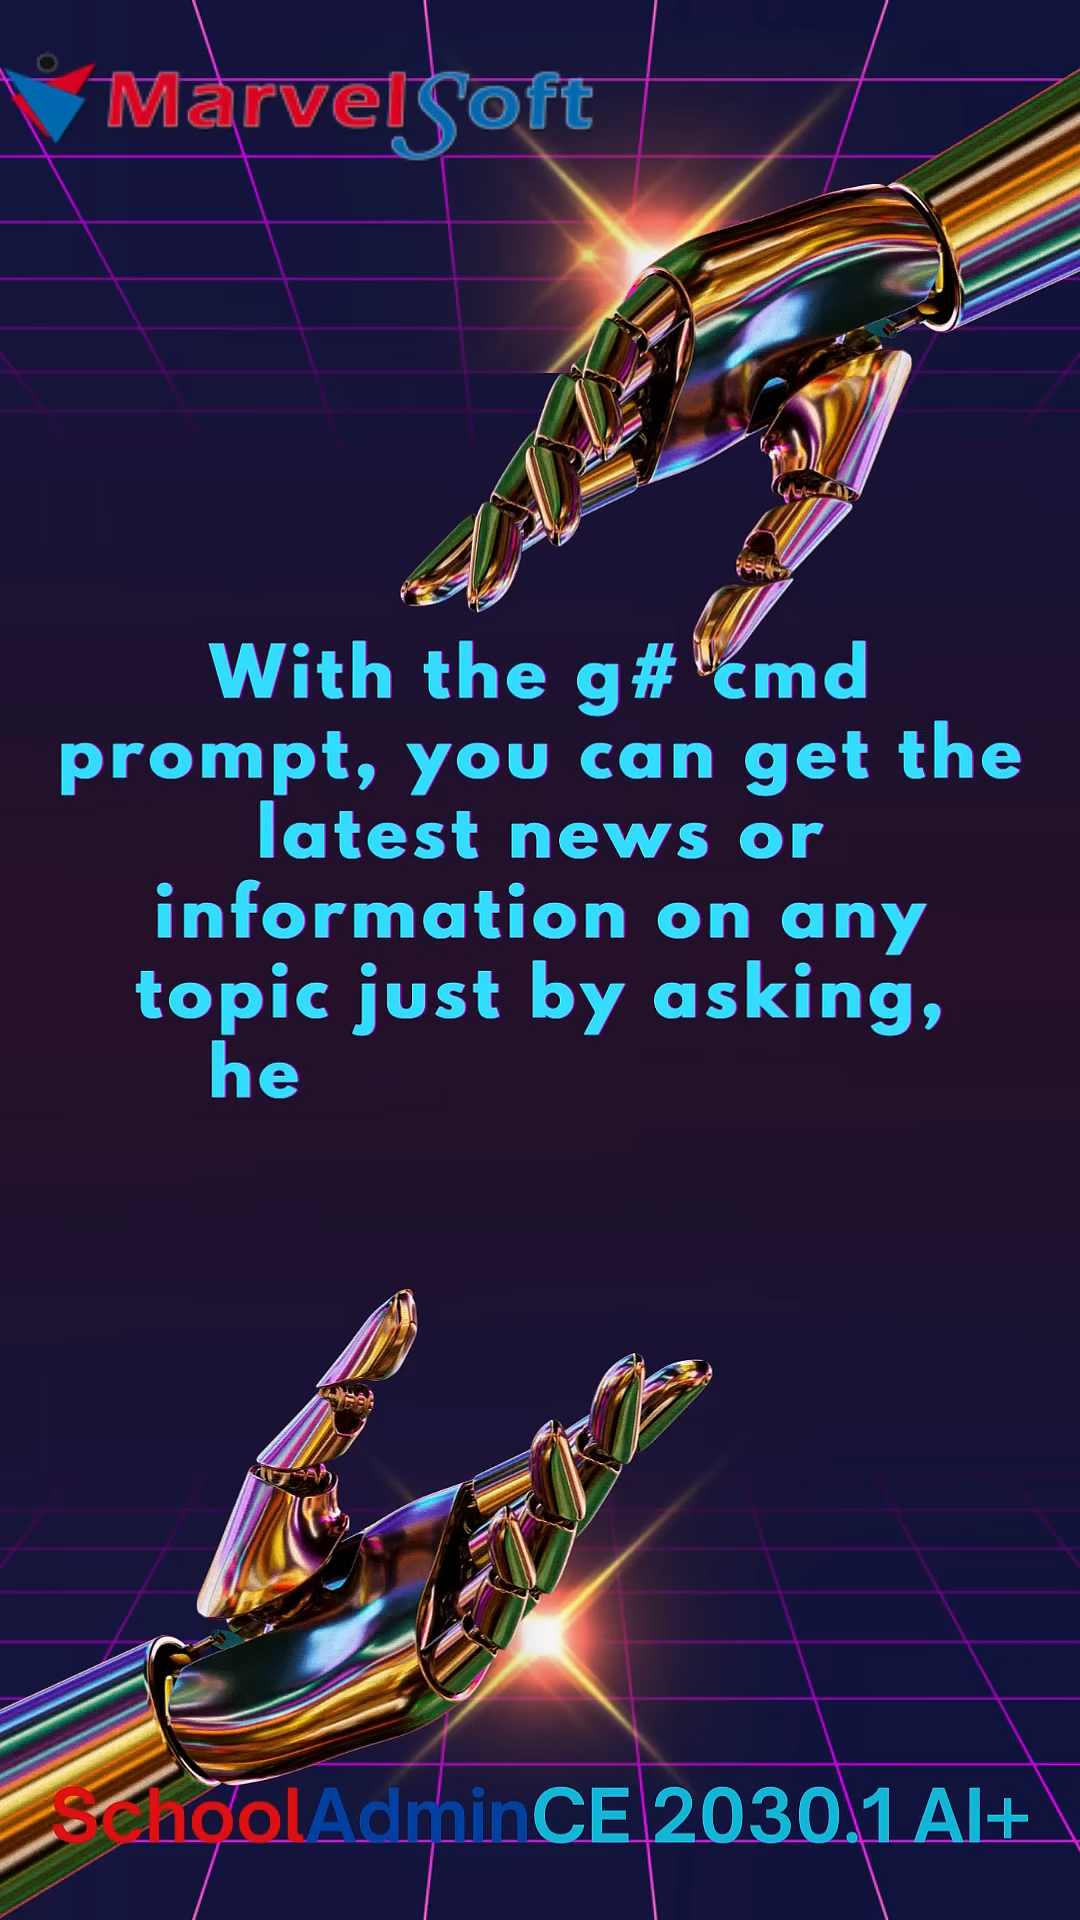 MarvelSoft
With the g# cmd
prompt, you can get the
latest news or
information on any
topic just by asking,
he
SchoolAdminCE 2030.1 AI+